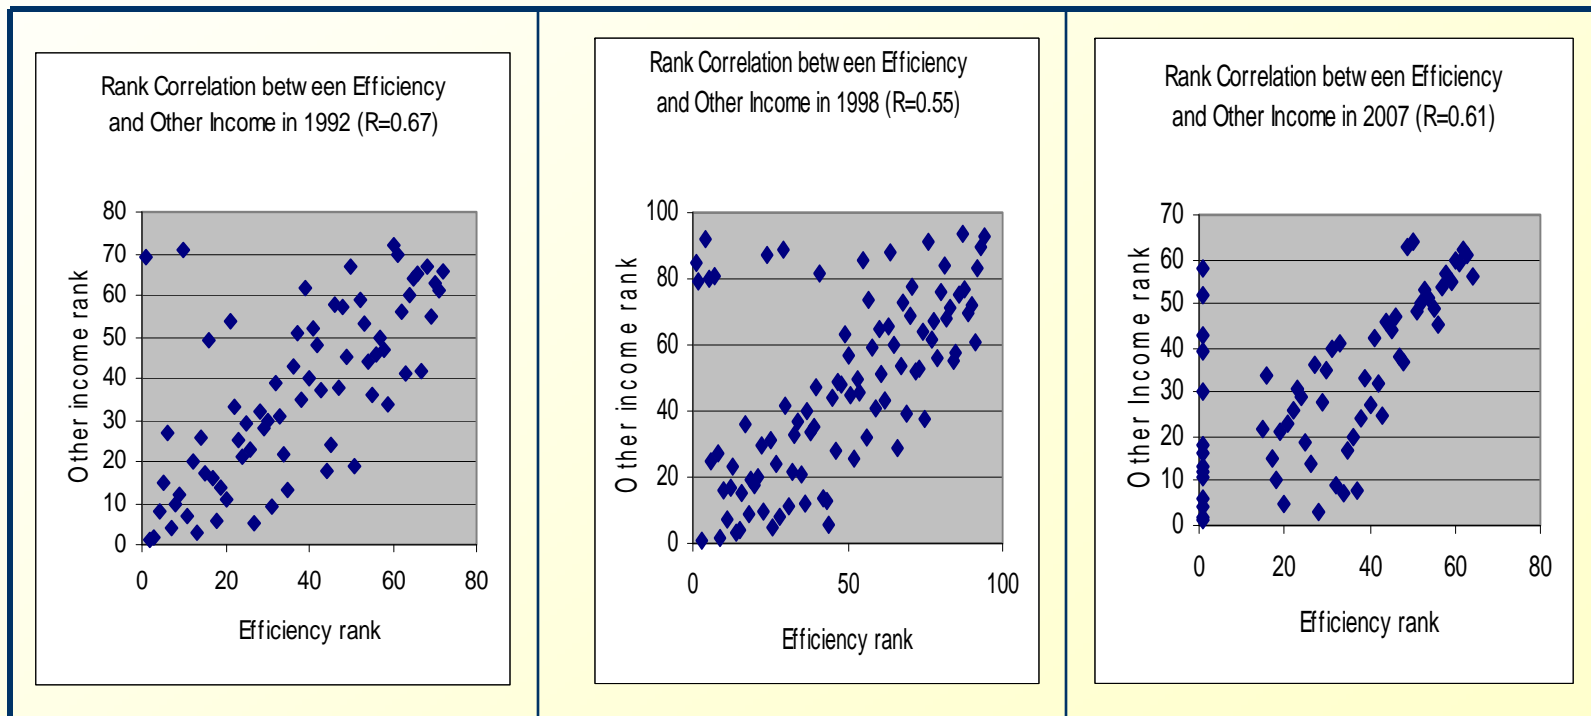 Rank Correlation betw een Efficiency
and Other Income in 1992 (R=0.67)
Other income rank
80
70
60
50
40
30
20
10
0
0 20 40 60 80
Efficiency rank
Rank Correlation betw een Efficiency
and Other Income in 1998 (R=0.55)
Other income rank
100
80
60
40
20
0
0 50 100
Efficiency rank
Rank Correlation betw een Efficiency
and Other Income in 2007 (R=0.61)
Other Income rank
70
60
50
40
30
20
10
0
0 20 40 60 80
Efficiency rank